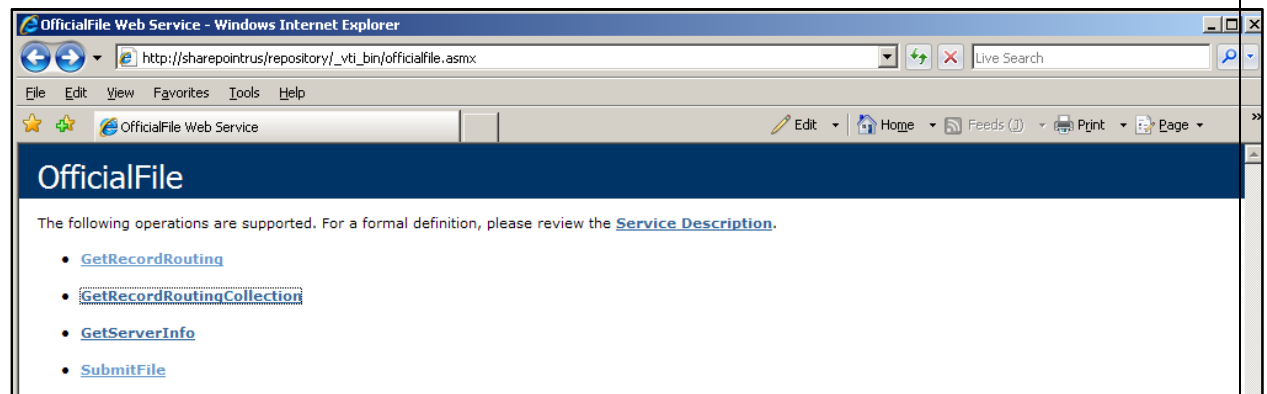 OfficialFile Web Service - Windows Internet Explorer
http://sharepointrus/repository/_vti_bin/officialfile.asmx
Live Search
File Edit View Favorites Tools Help
OfficialFile Web Service
Edit Home Feeds (J) Print Page »
OfficialFile
The following operations are supported. For a formal definition, please review the Service Description.
• GetRecordRouting
• GetRecordRoutingCollection
• GetServerInfo
• SubmitFile